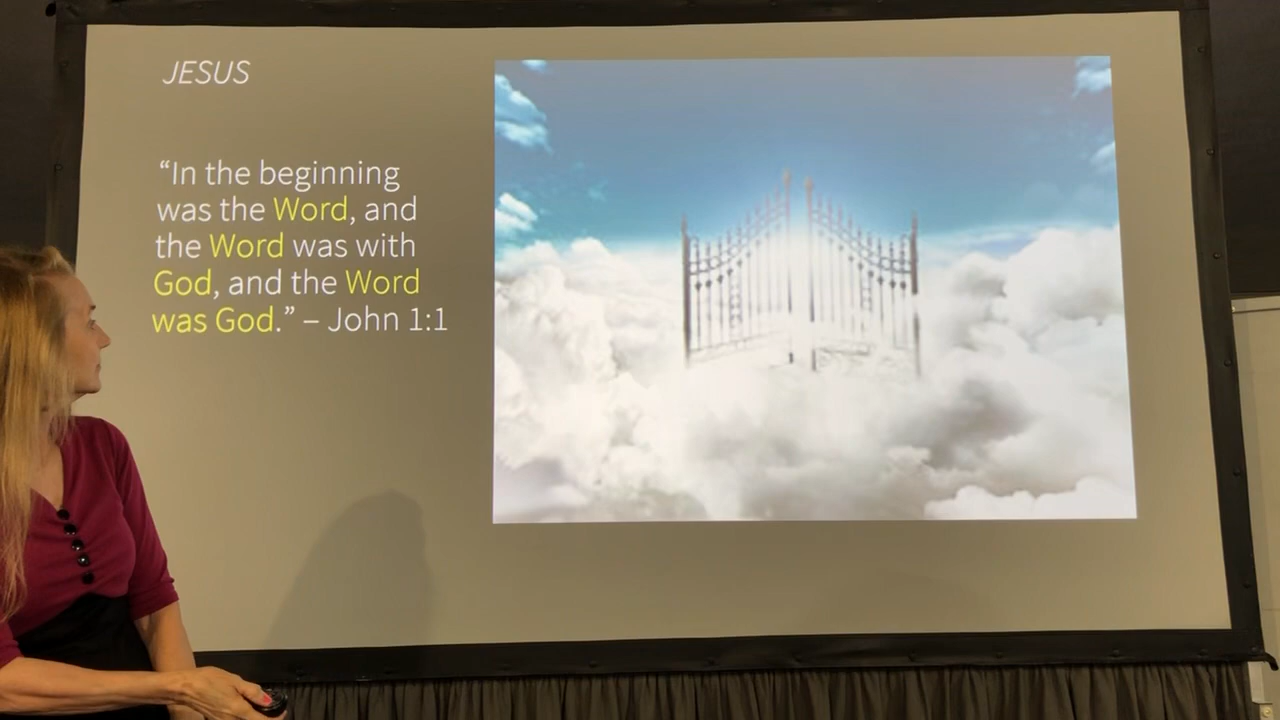 JESUS
“In the beginning
was the Word, and
the Word was with
God, and the Word
was God.” – John 1:1